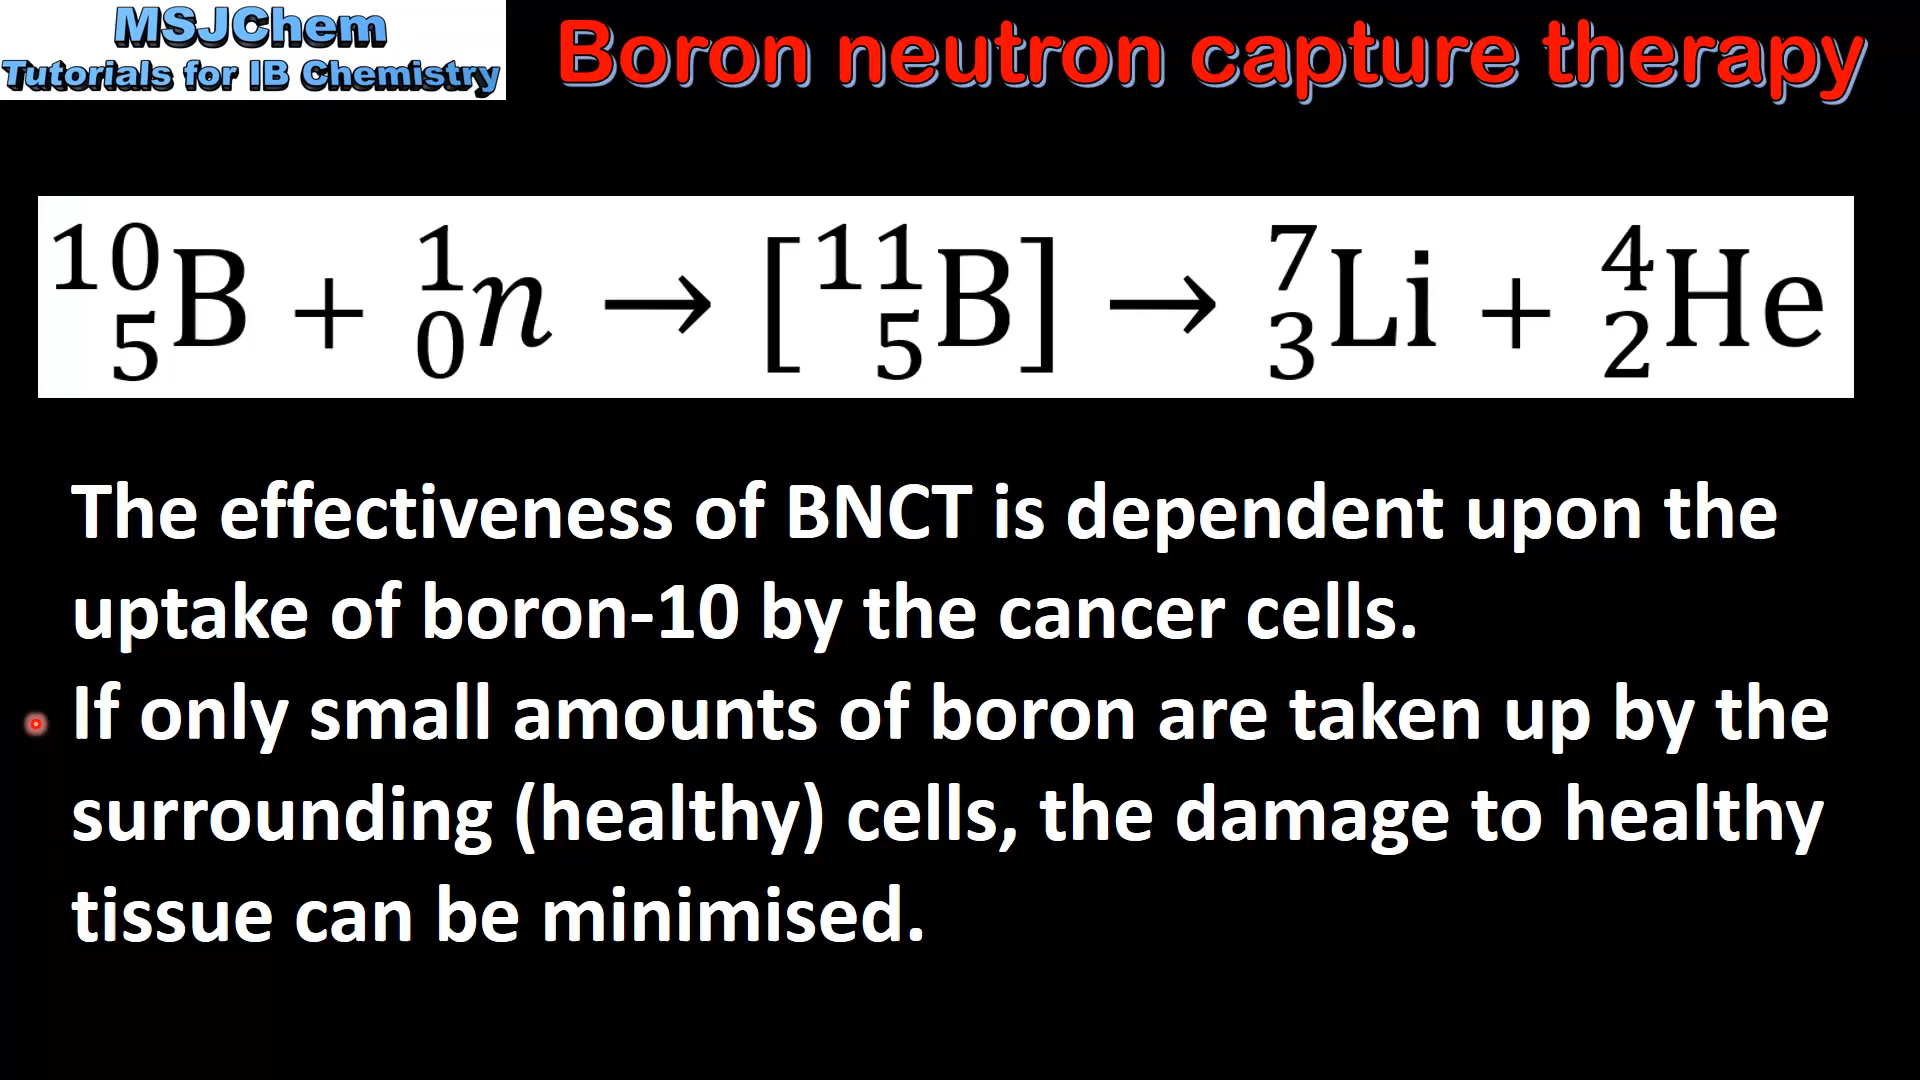 MSJChem
Tutorials for IB Chemistry
Boron neutron capture therapy
¹⁰₅B + ¹₀n → [¹¹₅B] → ⁷₃Li + ⁴₂He
The effectiveness of BNCT is dependent upon the
uptake of boron-10 by the cancer cells.
If only small amounts of boron are taken up by the
surrounding (healthy) cells, the damage to healthy
tissue can be minimised.